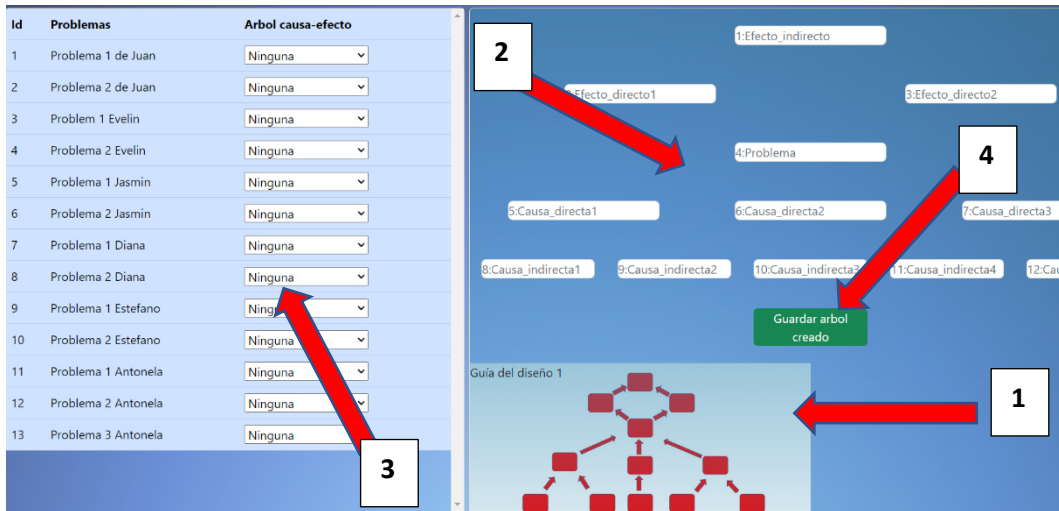 Id Problemas Arbol causa-efecto
1 Problema 1 de Juan Ninguna
2 Problema 2 de Juan Ninguna
3 Problem 1 Evelin Ninguna
4 Problema 2 Evelin Ninguna
5 Problema 1 Jasmin Ninguna
6 Problema 2 Jasmin Ninguna
7 Problema 1 Diana Ninguna
8 Problema 2 Diana Ninguna
9 Problema 1 Estefano
10 Problema 2 Estefano Ninguna
11 Problema 1 Antonela Ninguna
12 Problema 2 Antonela Ninguna
13 Problema 3 Antonela Ninguna
3
2
1:Efecto_indirecto
Efecto_directo1 3:Efecto_directo2
4:Problema
4
5:Causa_directa1 6:Causa_directa2 7:Causa_directa3
8:Causa_indirecta1 9:Causa_indirecta2 10:Causa_indirecta3 11:Causa_indirecta4
Guardar arbol
creado
Guía del diseño 1
1